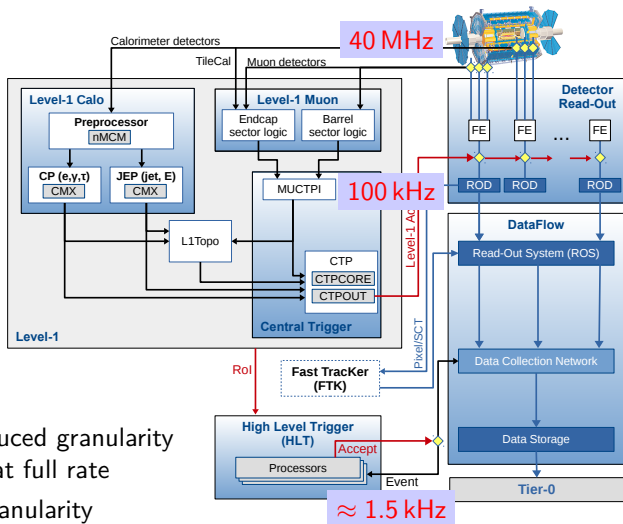 40 MHz
Calorimeter detectors
TileCal
Muon detectors
Level-1 Calo
Preprocessor
nMCM
CP (e,γ,τ)
CMX
JEP (jet, E)
CMX
Level-1 Muon
Endcap
sector logic
Barrel
sector logic
Detector
Read-Out
FE
FE
...
FE
100 kHz
ROD
ROD
ROD
MUCTPI
L1Topo
CTP
CTPCORE
CTPOUT
Central Trigger
Level-1
Level-1 Ac
Pixel/SCT
DataFlow
Read-Out System (ROS)
Data Collection Network
Data Storage
Tier-0
RoI
Fast TracKer
(FTK)
High Level Trigger
(HLT)
Accept
Processors
Event
≈ 1.5 kHz
uced granularity
at full rate
anularity